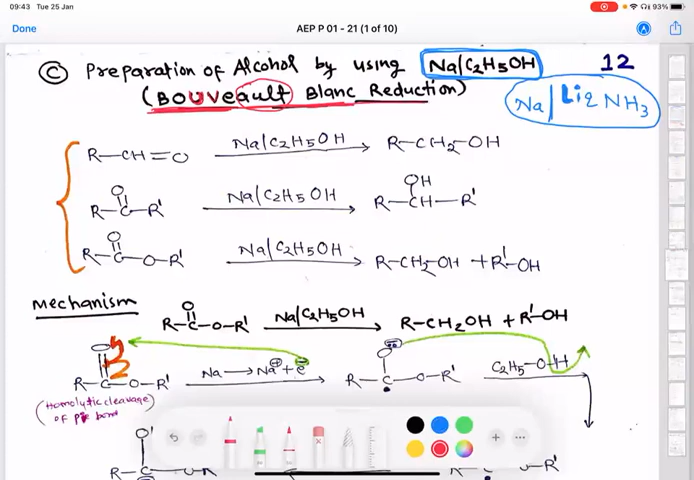 09:43 Tue 25 Jan
93%
Done
AEP P 01 - 21 (1 of 10)
C Preparation of Alcohol by using Na/C2H5OH
12
(Bouveault Blanc Reduction)
Na/Liq NH3
R-CH=O Na/C2H5OH R-CH2-OH
O OH
R-C-R' Na/C2H5OH R-CH-R'
O
R-C-O-R' Na/C2H5OH R-CH2-OH + R'-OH
Mechanism
O
R-C-O-R' Na/C2H5OH R-CH2OH + R'-OH
O O
R-C-O-R' Na → Na⊕ + e⊖ R-C-O-R' C2H5-O-H
(Homolytic cleavage
of pi bond)
O
R-C R-C O-R'